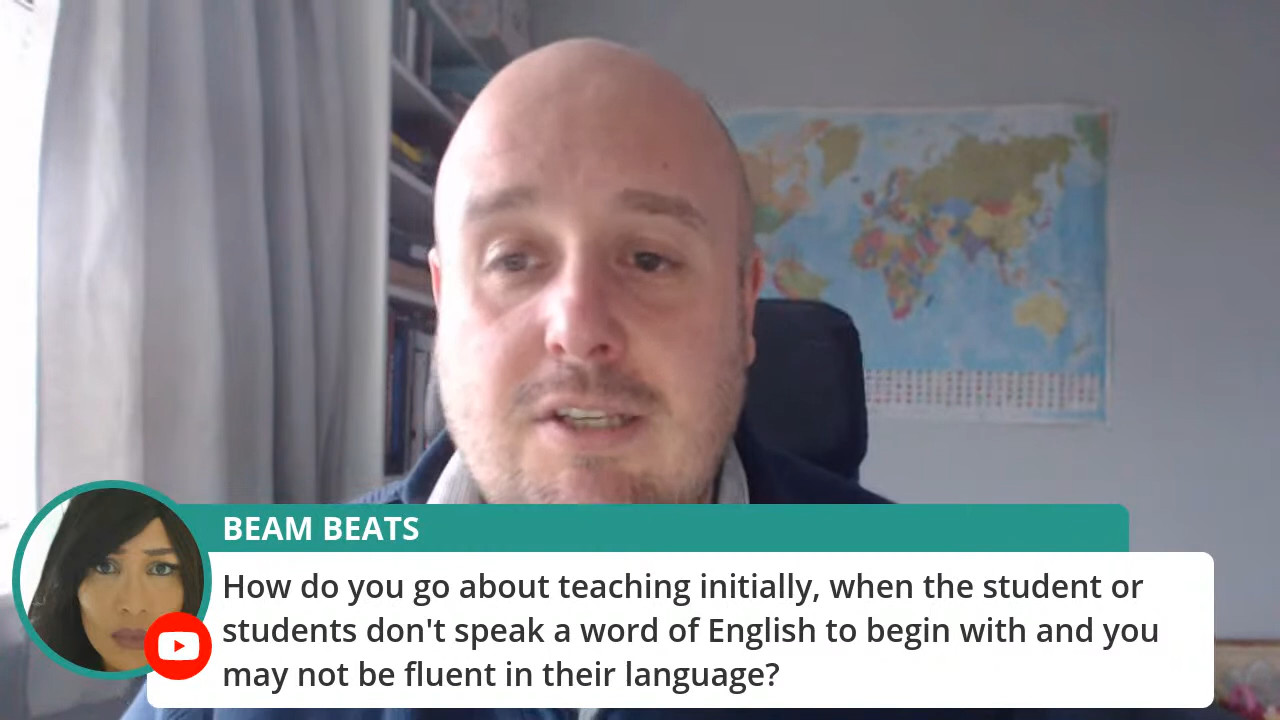 BEAM BEATS
How do you go about teaching initially, when the student or
students don't speak a word of English to begin with and you
may not be fluent in their language?